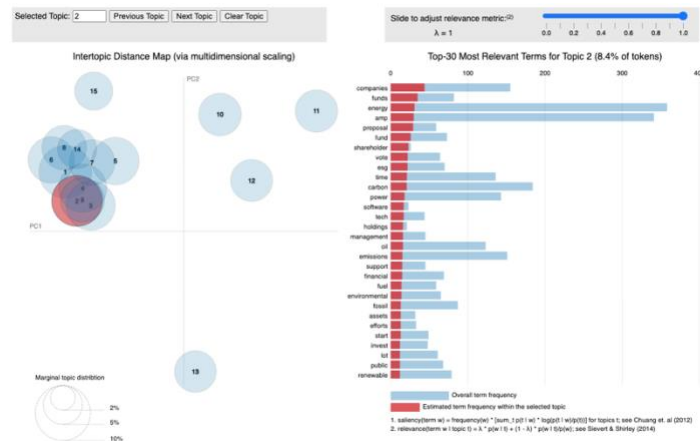 Selected Topic: 2 Previous Topic Next Topic Clear Topic
Slide to adjust relevance metric:(2)
λ = 1
0.0 0.2 0.4 0.6 0.8 1.0
Intertopic Distance Map (via multidimensional scaling)
PC2
PC1
15
10
11
8
14
6
7
5
1
12
4
2
3
13
Marginal topic distribtion
2%
5%
10%
Top-30 Most Relevant Terms for Topic 2 (8.4% of tokens)
0 100 200 300
companies
funds
energy
amp
proposal
fund
shareholder
vote
esg
time
carbon
power
software
tech
holdings
management
oil
emissions
support
financial
fuel
environmental
fossil
assets
efforts
start
invest
lot
public
renewable
Overall term frequency
Estimated term frequency within the selected topic
1. saliency(term w) = frequency(w) * [sum_t p(t | w) * log(p(t | w)/p(t))] for topics t; see Chuang et. al (2012)
2. relevance(term w | topic t) = λ * p(w | t) + (1 - λ) * p(w | t)/p(w); see Sievert & Shirley (2014)